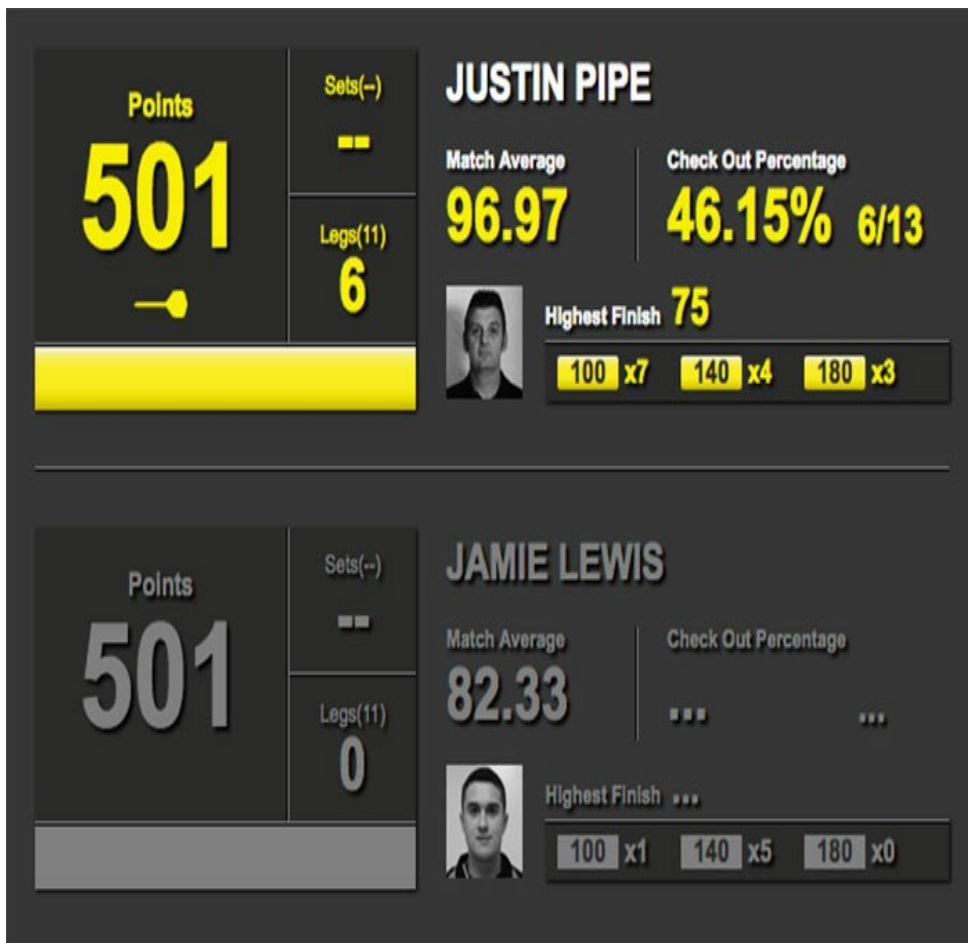 JUSTIN PIPE
Points
501
Sets(--)
--
Legs(11)
6
Match Average
96.97
Check Out Percentage
46.15% 6/13
Highest Finish 75
100 x7 140 x4 180 x3
JAMIE LEWIS
Points
501
Sets(--)
--
Legs(11)
0
Match Average
82.33
Check Out Percentage
... ...
Highest Finish ...
100 x1 140 x5 180 x0